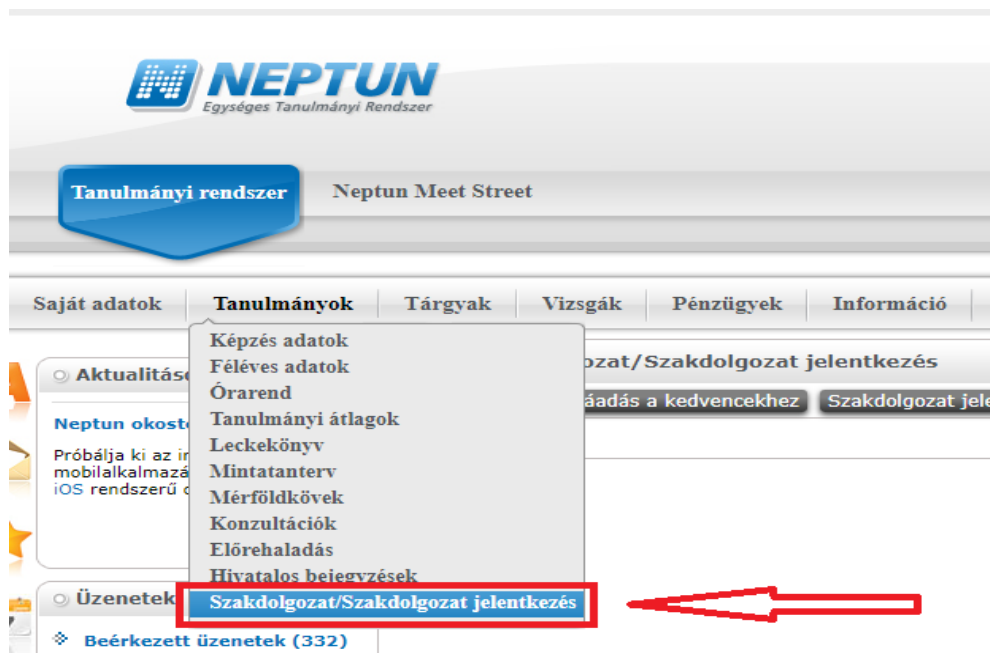 NEPTUN
Egységes Tanulmányi Rendszer
Tanulmányi rendszer
Neptun Meet Street
Saját adatok
Tanulmányok
Tárgyak
Vizsgák
Pénzügyek
Információ
Képzés adatok
Féléves adatok
Órarend
Tanulmányi átlagok
Leckekönyv
Mintatanterv
Mérföldkövek
Konzultációk
Előrehaladás
Hivatalos bejegyzések
Szakdolgozat/Szakdolgozat jelentkezés
ozat/Szakdolgozat jelentkezés
áadás a kedvencekhez
Szakdolgozat jele
Aktualitáso
Neptun okost
Próbálja ki az in
mobilalkalmazá
iOS rendszerű
Üzenetek
Beérkezett üzenetek (332)